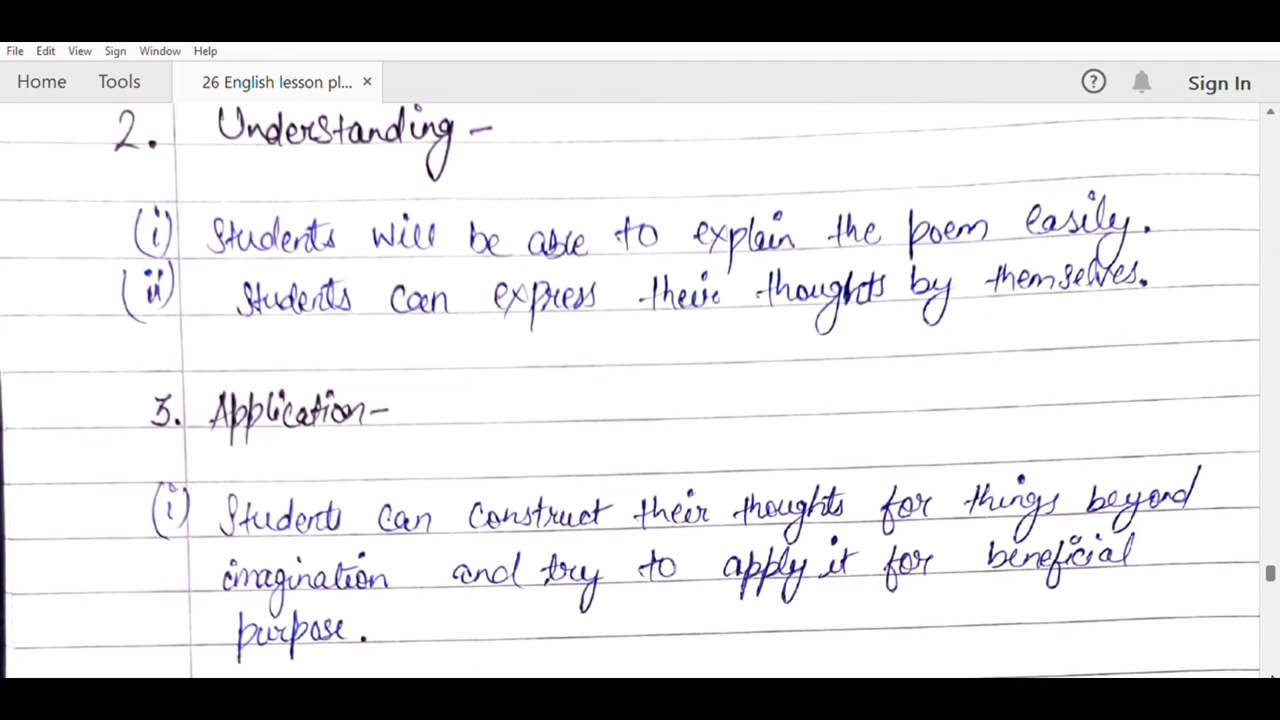 File Edit View Sign Window Help
Home Tools 26 English lesson pl... × ? Sign In
2. Understanding -
(i) Students will be able to explain the poem easily.
(ii) Students can express their thoughts by themselves.
3. Application-
(i) Students can construct their thoughts for things beyond
imagination and try to apply it for beneficial
purpose.